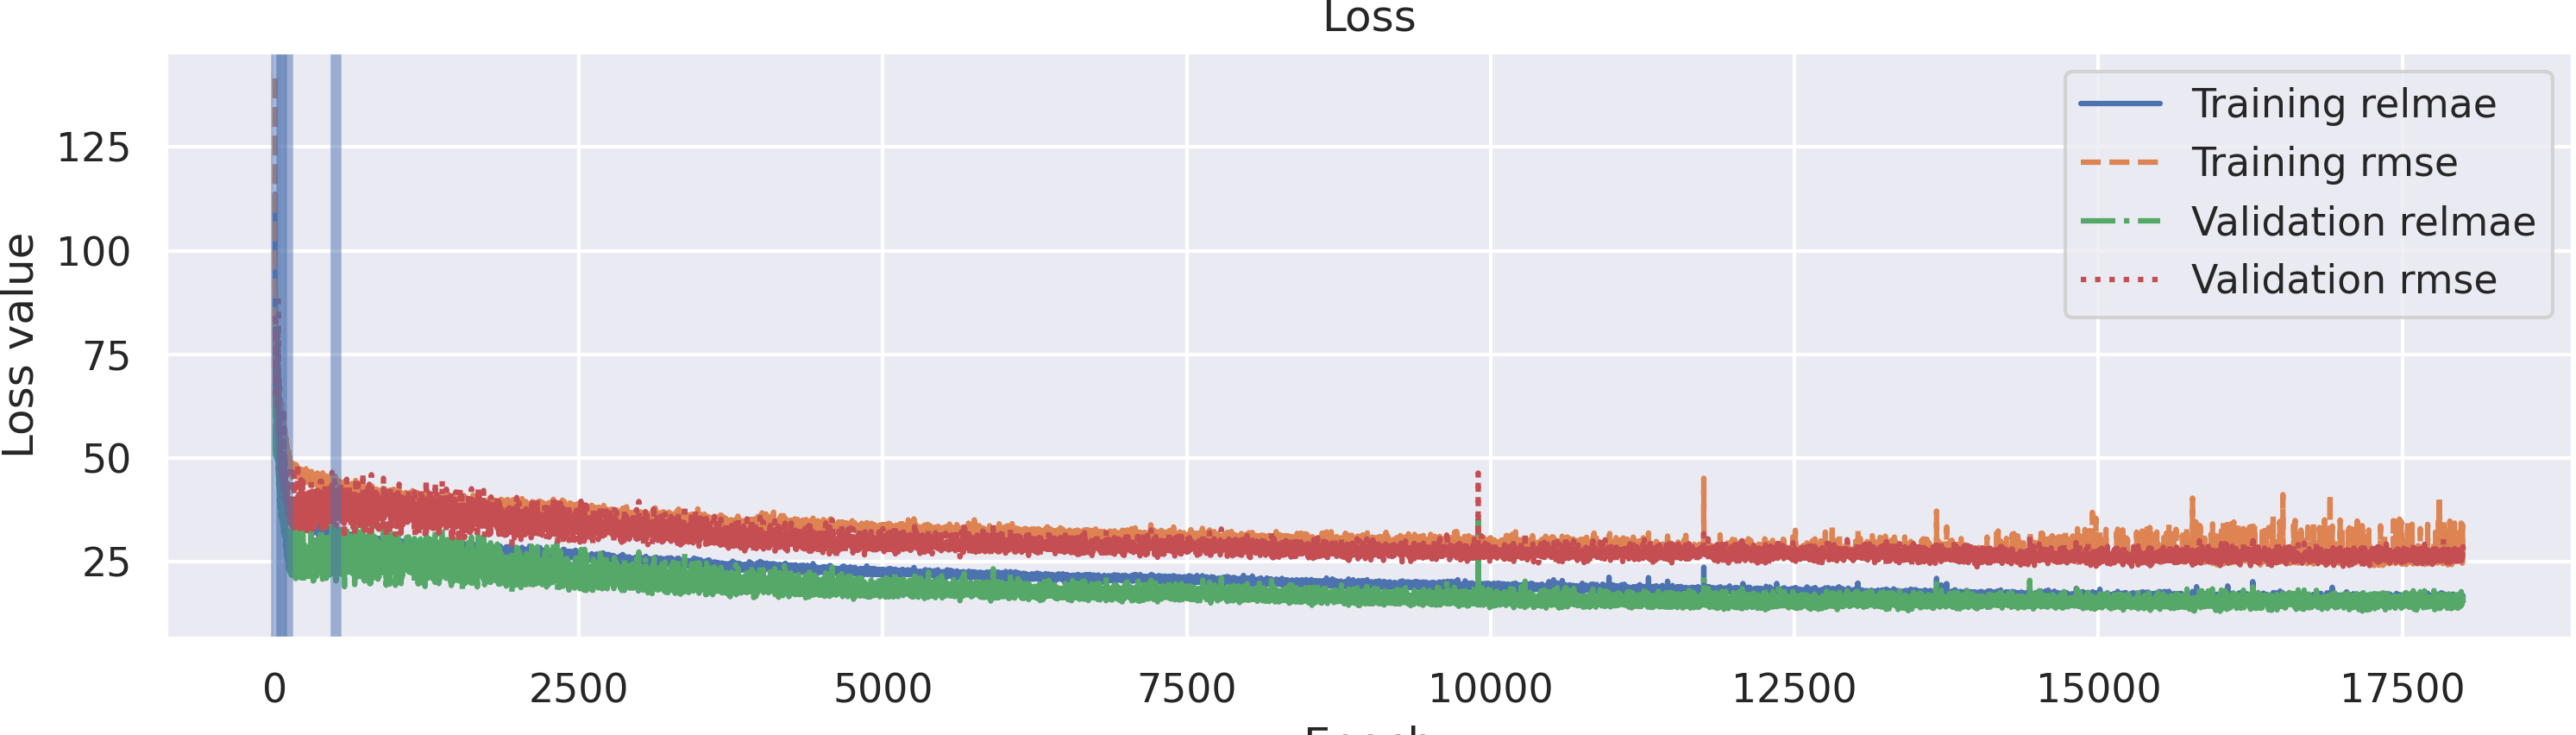 Loss
Loss value
125
100
75
50
25
0 2500 5000 7500 10000 12500 15000 17500
Training relmae
Training rmse
Validation relmae
Validation rmse